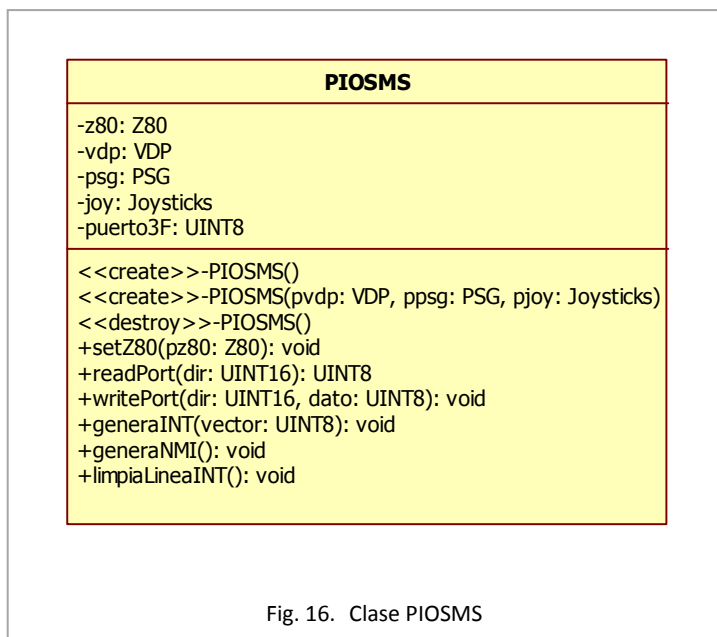 PIOSMS
-z80: Z80
-vdp: VDP
-psg: PSG
-joy: Joysticks
-puerto3F: UINT8
<<create>>-PIOSMS()
<<create>>-PIOSMS(pvdp: VDP, ppsg: PSG, pjoy: Joysticks)
<<destroy>>-PIOSMS()
+setZ80(pz80: Z80): void
+readPort(dir: UINT16): UINT8
+writePort(dir: UINT16, dato: UINT8): void
+generaINT(vector: UINT8): void
+generaNMI(): void
+limpiaLineaINT(): void
Fig. 16. Clase PIOSMS